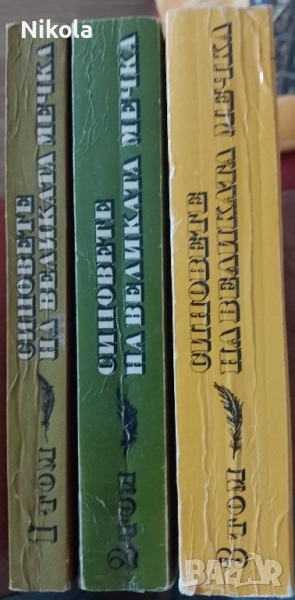 Nikola
СИНОВЕТЕ
НА ВЕЛИКАТА МЕЧКА
1 ТОМ
СИНОВЕТЕ
НА ВЕЛИКАТА МЕЧКА
2 ТОМ
СИНОВЕТЕ
НА ВЕЛИКАТА МЕЧКА
3 ТОМ
BAZAR